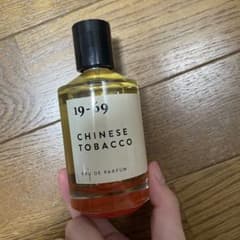 19-69
CHINESE
TOBACCO
EAU DE PARFUM